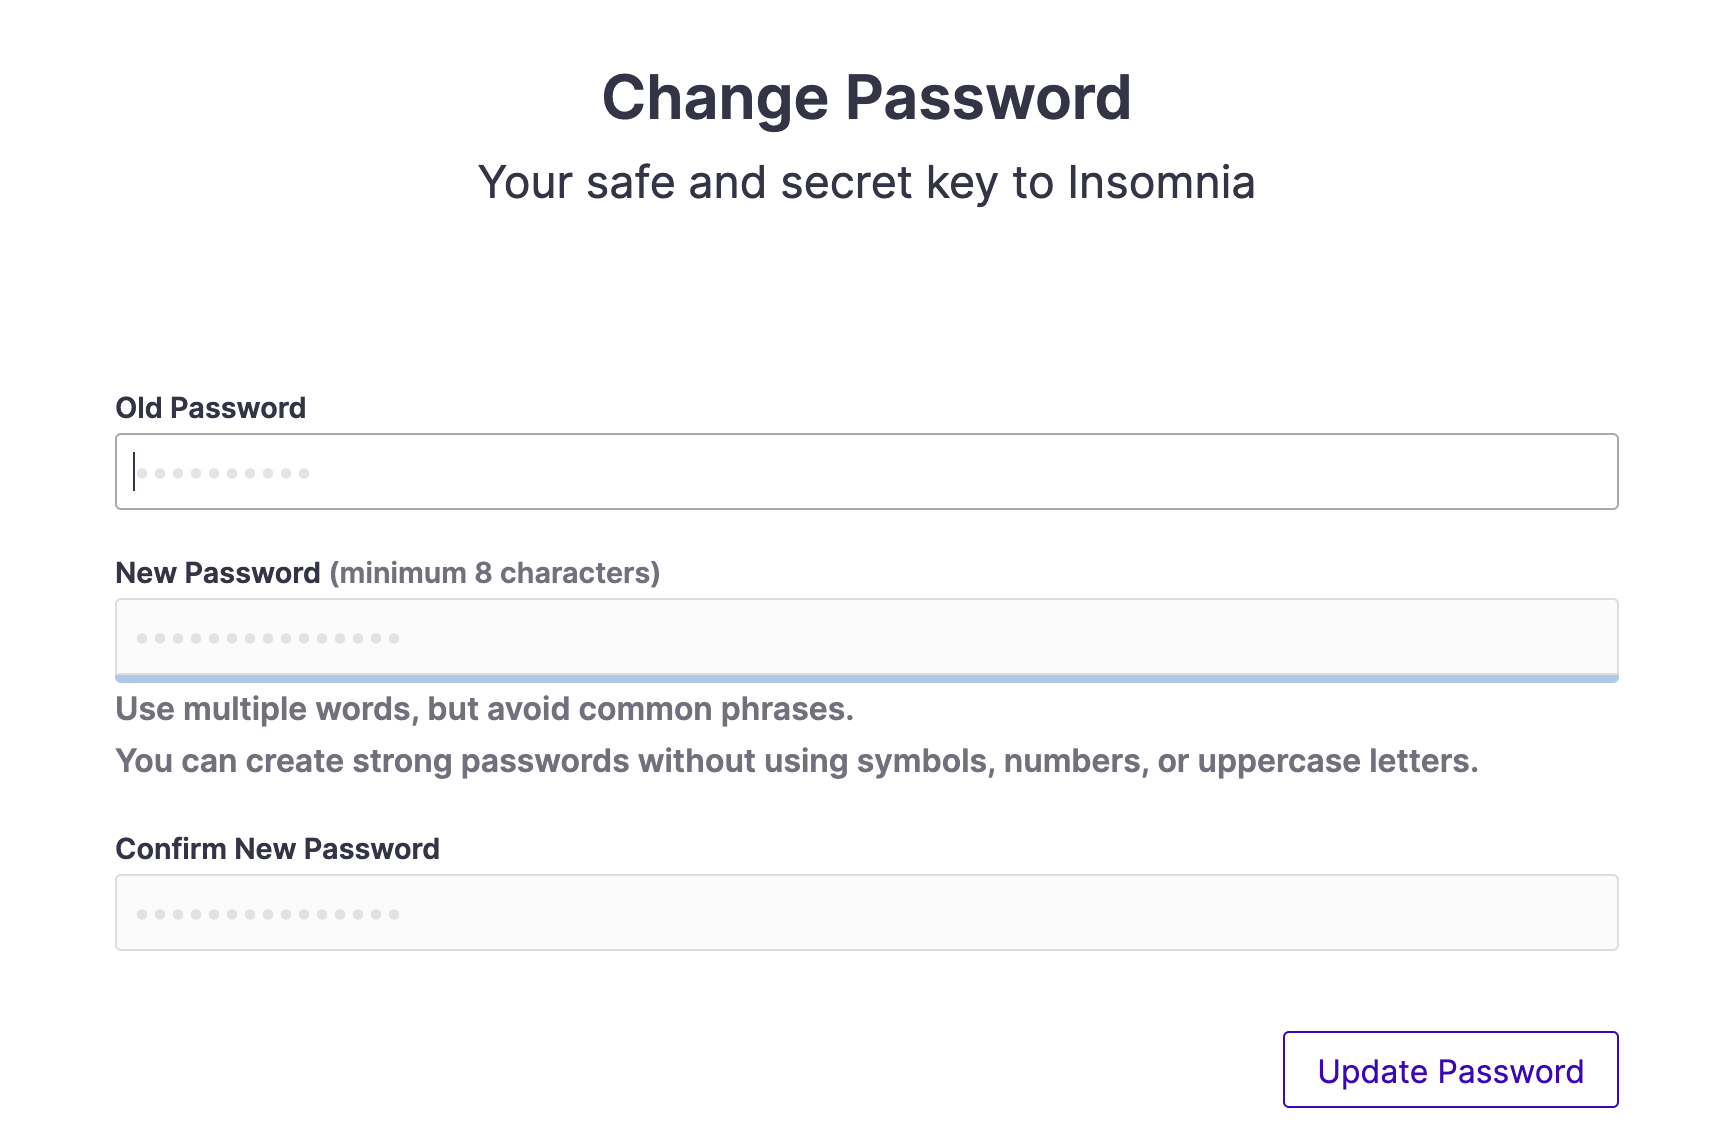 Change Password
Your safe and secret key to Insomnia
Old Password
••••••••••
New Password (minimum 8 characters)
•••••••••••••••
Use multiple words, but avoid common phrases.
You can create strong passwords without using symbols, numbers, or uppercase letters.
Confirm New Password
•••••••••••••••
Update Password